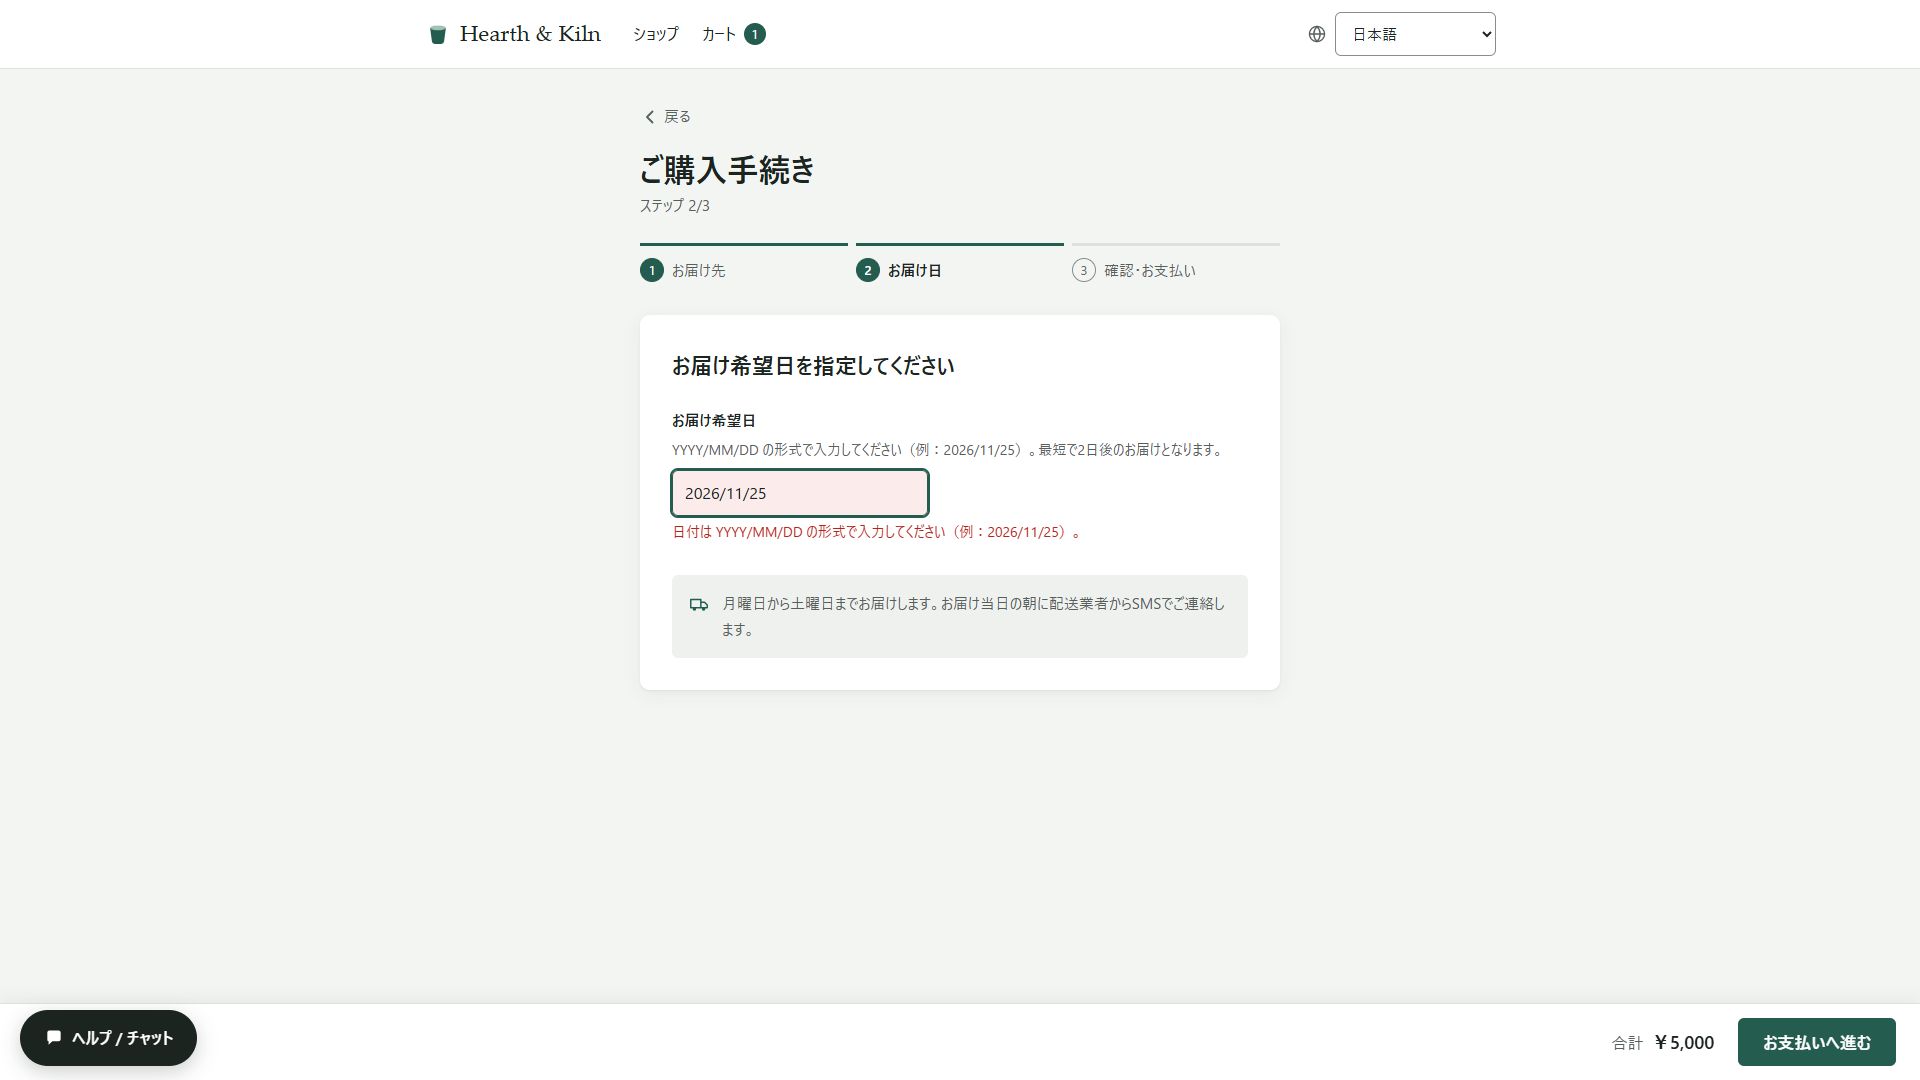 Hearth & Kiln ショップ カート 1 日本語
戻る
ご購入手続き
ステップ 2/3
1 お届け先 2 お届け日 3 確認・お支払い
お届け希望日を指定してください
お届け希望日
YYYY/MM/DD の形式で入力してください（例：2026/11/25）。最短で2日後のお届けとなります。
2026/11/25
日付は YYYY/MM/DD の形式で入力してください（例：2026/11/25）。
月曜日から土曜日までお届けします。お届け当日の朝に配送業者からSMSでご連絡し
ます。
ヘルプ / チャット 合計 ￥5,000 お支払いへ進む